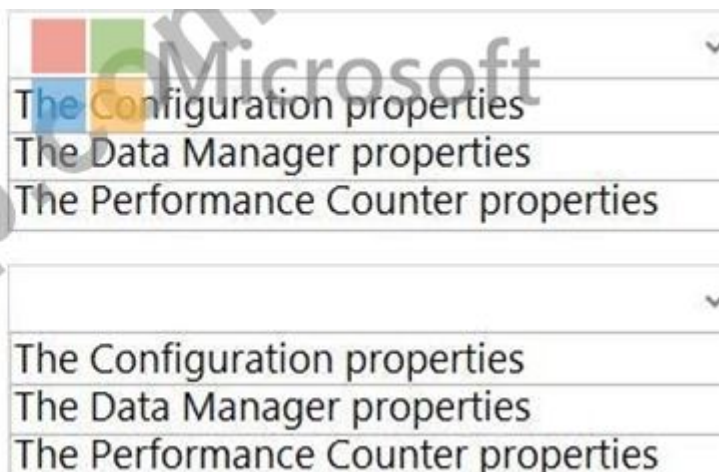 Microsoft
The Configuration properties
The Data Manager properties
The Performance Counter properties
The Configuration properties
The Data Manager properties
The Performance Counter properties